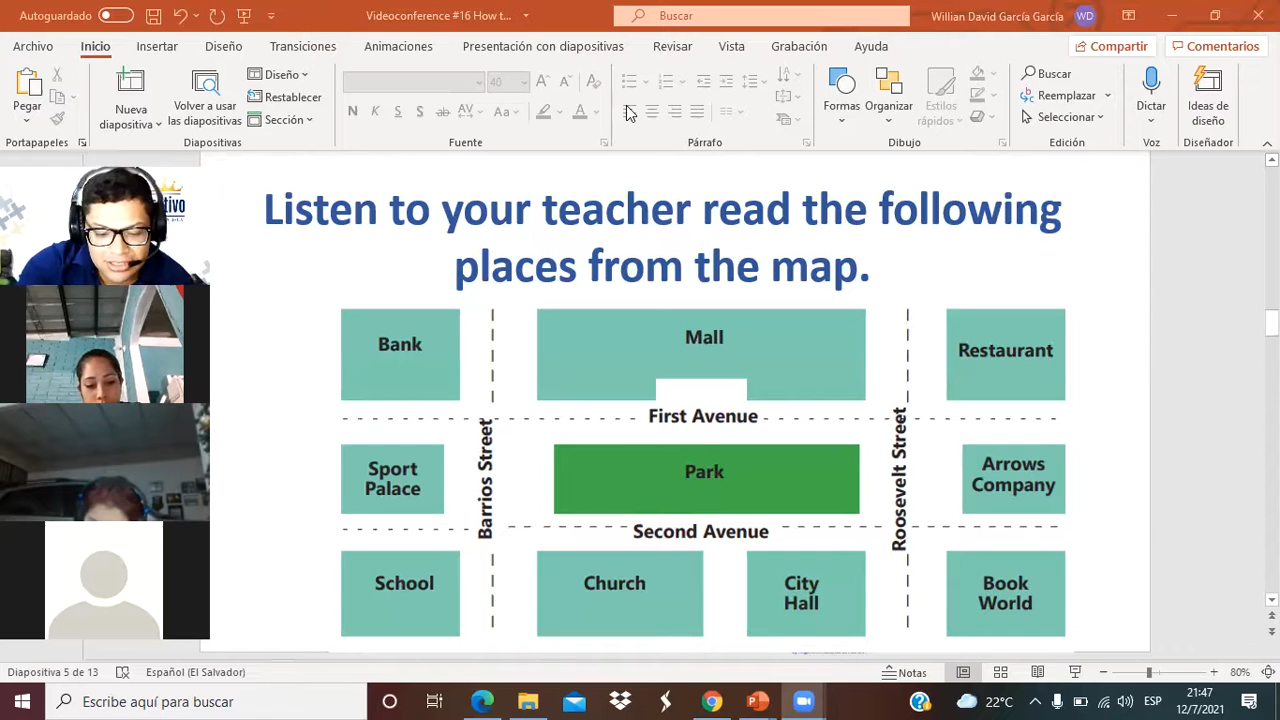 Autoguardado
Videoconference #16 How t...
Buscar
Willian David García García
WD
Archivo
Inicio
Insertar
Diseño
Transiciones
Animaciones
Presentación con diapositivas
Revisar
Vista
Grabación
Ayuda
Compartir
Comentarios
Pegar
Nueva diapositiva
Volver a usar las diapositivas
Diseño
Restablecer
Sección
40
N K S S ab AV Aa A
Formas
Organizar
Estilos rápidos
Buscar
Reemplazar
Seleccionar
Dictar
Ideas de diseño
Portapapeles
Diapositivas
Fuente
Párrafo
Dibujo
Edición
Voz
Diseñador
Listen to your teacher read the following
places from the map.
Bank
Mall
Restaurant
First Avenue
Barrios Street
Roosevelt Street
Sport
Palace
Park
Arrows
Company
Second Avenue
School
Church
City
Hall
Book
World
Diapositiva 5 de 13
Español (El Salvador)
Notas
80%
Escribe aquí para buscar
22°C
ESP
21:47
12/7/2021